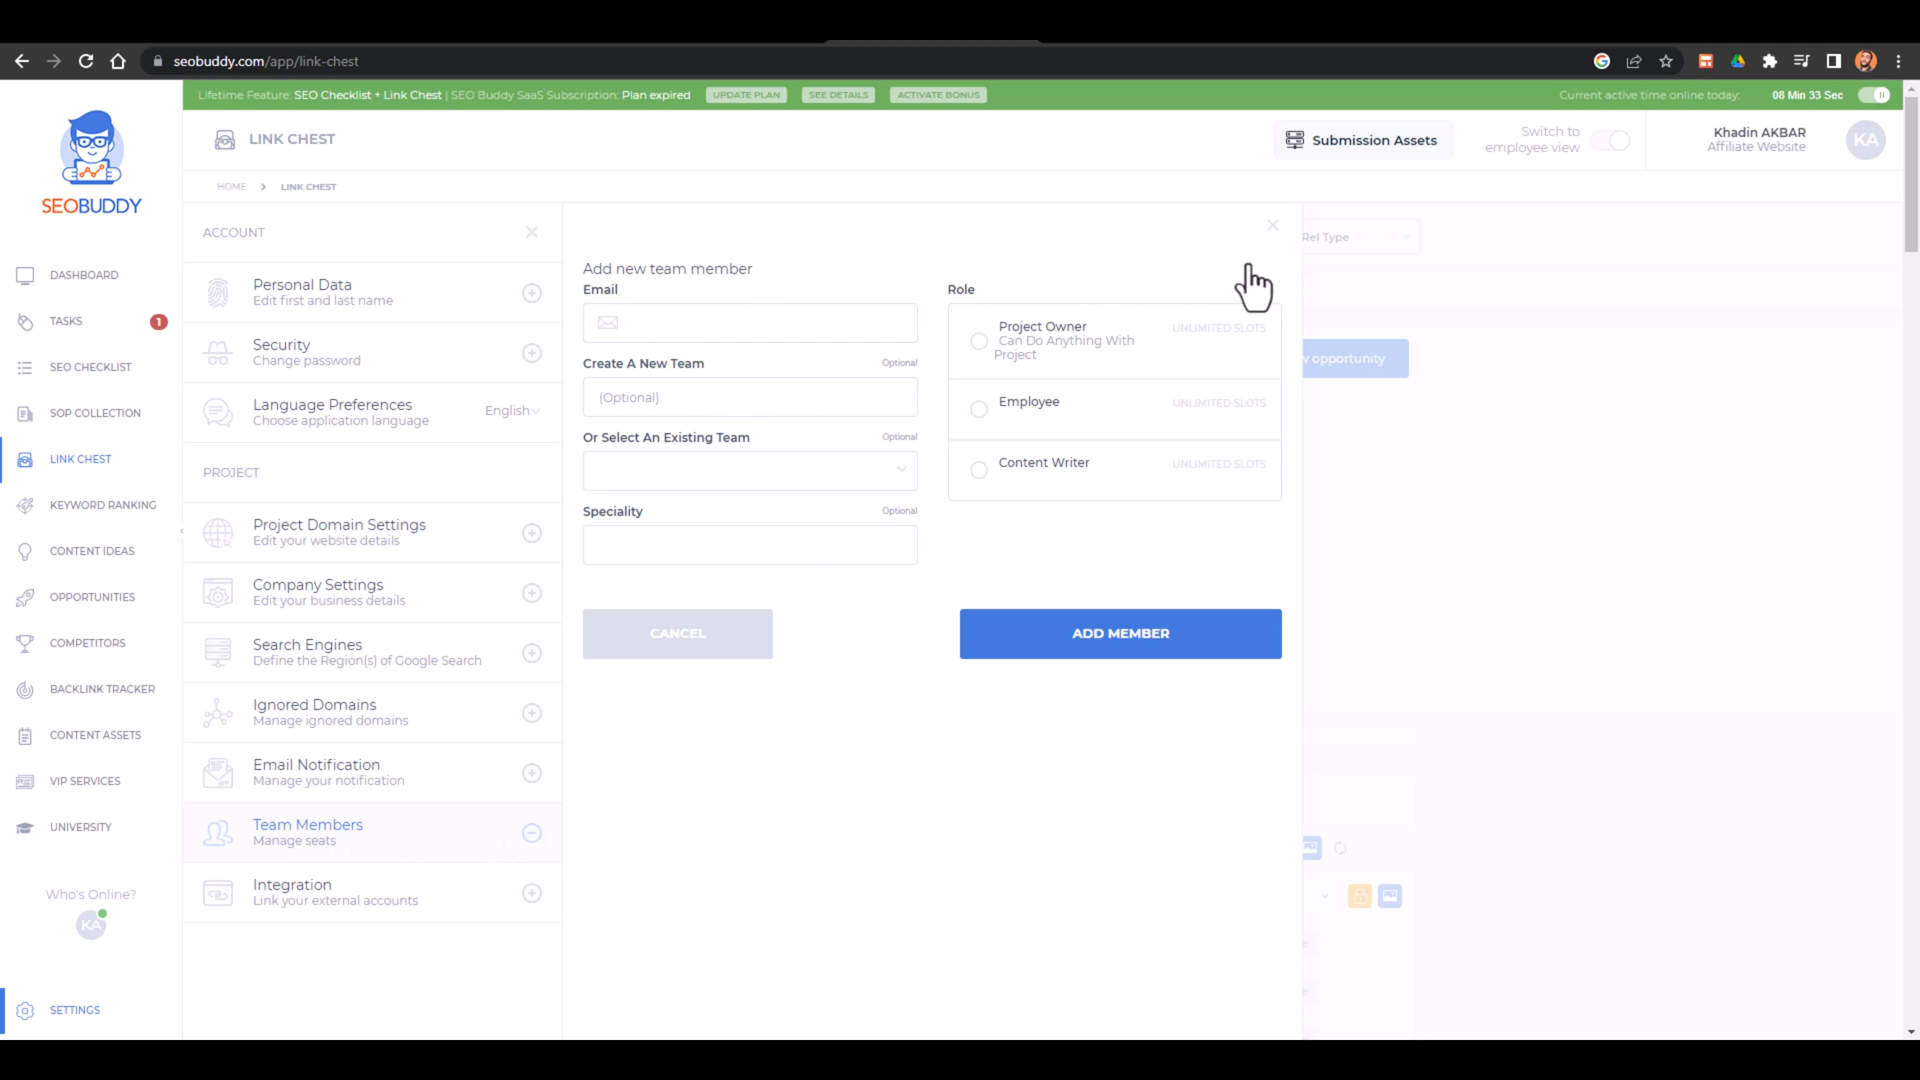 seobuddy.com/app/link-chest
Lifetime Feature: SEO Checklist + Link Chest | SEO Buddy SaaS Subscription: Plan expired
UPDATE PLAN
SEE DETAILS
ACTIVATE BONUS
Current active time online today:
08 Min 33 Sec
LINK CHEST
Submission Assets
Switch to
employee view
Khadin AKBAR
Affiliate Website
KA
HOME
LINK CHEST
SEOBUDDY
DASHBOARD
TASKS
1
SEO CHECKLIST
SOP COLLECTION
LINK CHEST
KEYWORD RANKING
CONTENT IDEAS
OPPORTUNITIES
COMPETITORS
BACKLINK TRACKER
CONTENT ASSETS
VIP SERVICES
UNIVERSITY
Who's Online?
KA
SETTINGS
ACCOUNT
Personal Data
Edit first and last name
Security
Change password
Language Preferences
Choose application language
English
PROJECT
Project Domain Settings
Edit your website details
Company Settings
Edit your business details
Search Engines
Define the Region(s) of Google Search
Ignored Domains
Manage ignored domains
Email Notification
Manage your notification
Team Members
Manage seats
Integration
Link your external accounts
Add new team member
Email
Create A New Team
Optional
(Optional)
Or Select An Existing Team
Optional
Speciality
Optional
CANCEL
Role
Project Owner
Can Do Anything With
Project
UNLIMITED SLOTS
Employee
UNLIMITED SLOTS
Content Writer
UNLIMITED SLOTS
ADD MEMBER
Rel Type
w opportunity